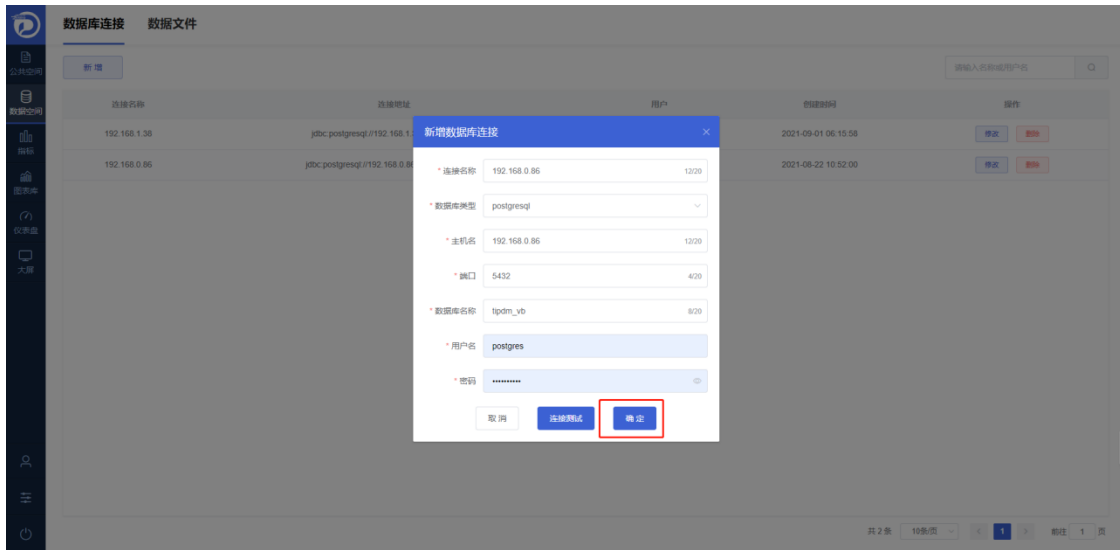 数据库连接 数据文件
公共空间
数据空间
指标
图表库
仪表盘
大屏
新增
请输入名称或用户名
连接名称 连接地址 用户 创建时间 操作
192.168.1.38 jdbc:postgresql://192.168.1. 2021-09-01 06:15:58 修改 删除
192.168.0.86 jdbc:postgresql://192.168.0.86 2021-08-22 10:52:00 修改 删除
新增数据库连接
* 连接名称 192.168.0.86 12/20
* 数据库类型 postgresql
* 主机名 192.168.0.86 12/20
* 端口 5432 4/20
* 数据库名称 tipdm_vb 8/20
* 用户名 postgres
* 密码 ••••••••••
取消 连接测试 确定
共 2 条 10条/页 1 前往 1 页